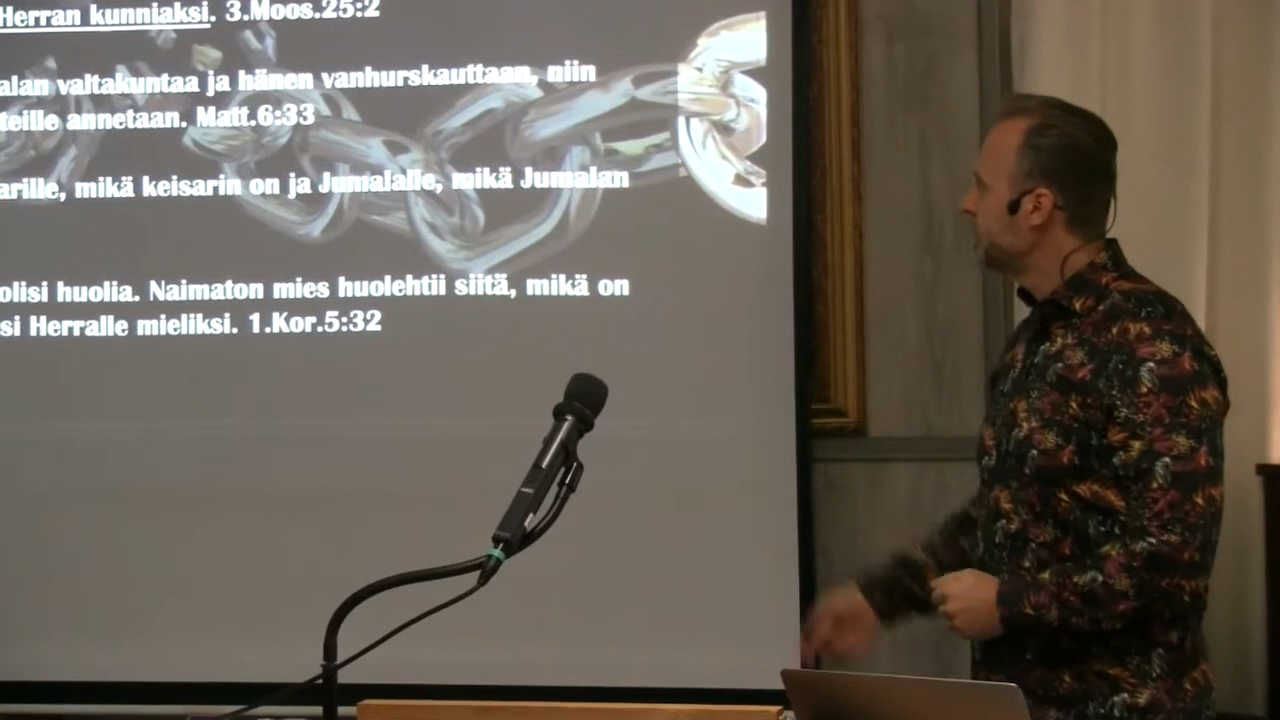 Herran kunniaksi. 3.Moos.25:2
alan valtakuntaa ja hänen vanhurskauttaan, niin
teille annetaan. Matt.6:33
arille, mikä keisarin on ja Jumalalle, mikä Jumalan
olisi huolia. Naimaton mies huolehtii siitä, mikä on
si Herralle mieliksi. 1.Kor.5:32